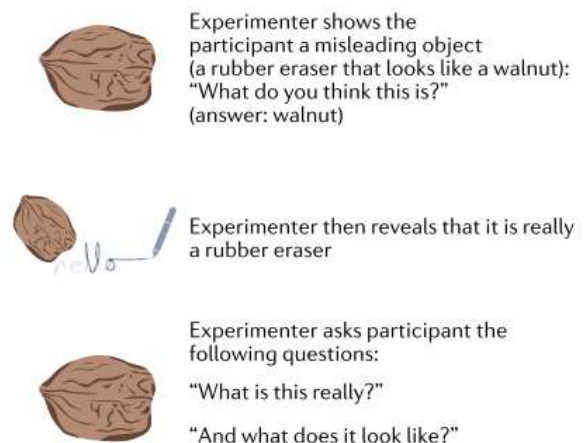 Experimenter shows the
participant a misleading object
(a rubber eraser that looks like a walnut):
“What do you think this is?”
(answer: walnut)
hello
Experimenter then reveals that it is really
a rubber eraser
Experimenter asks participant the
following questions:
“What is this really?”
“And what does it look like?”